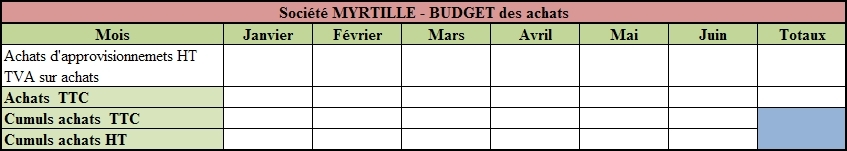 Société MYRTILLE - BUDGET des achats
Mois Janvier Février Mars Avril Mai Juin Totaux
Achats d'approvisionnemets HT
TVA sur achats
Achats TTC
Cumuls achats TTC
Cumuls achats HT